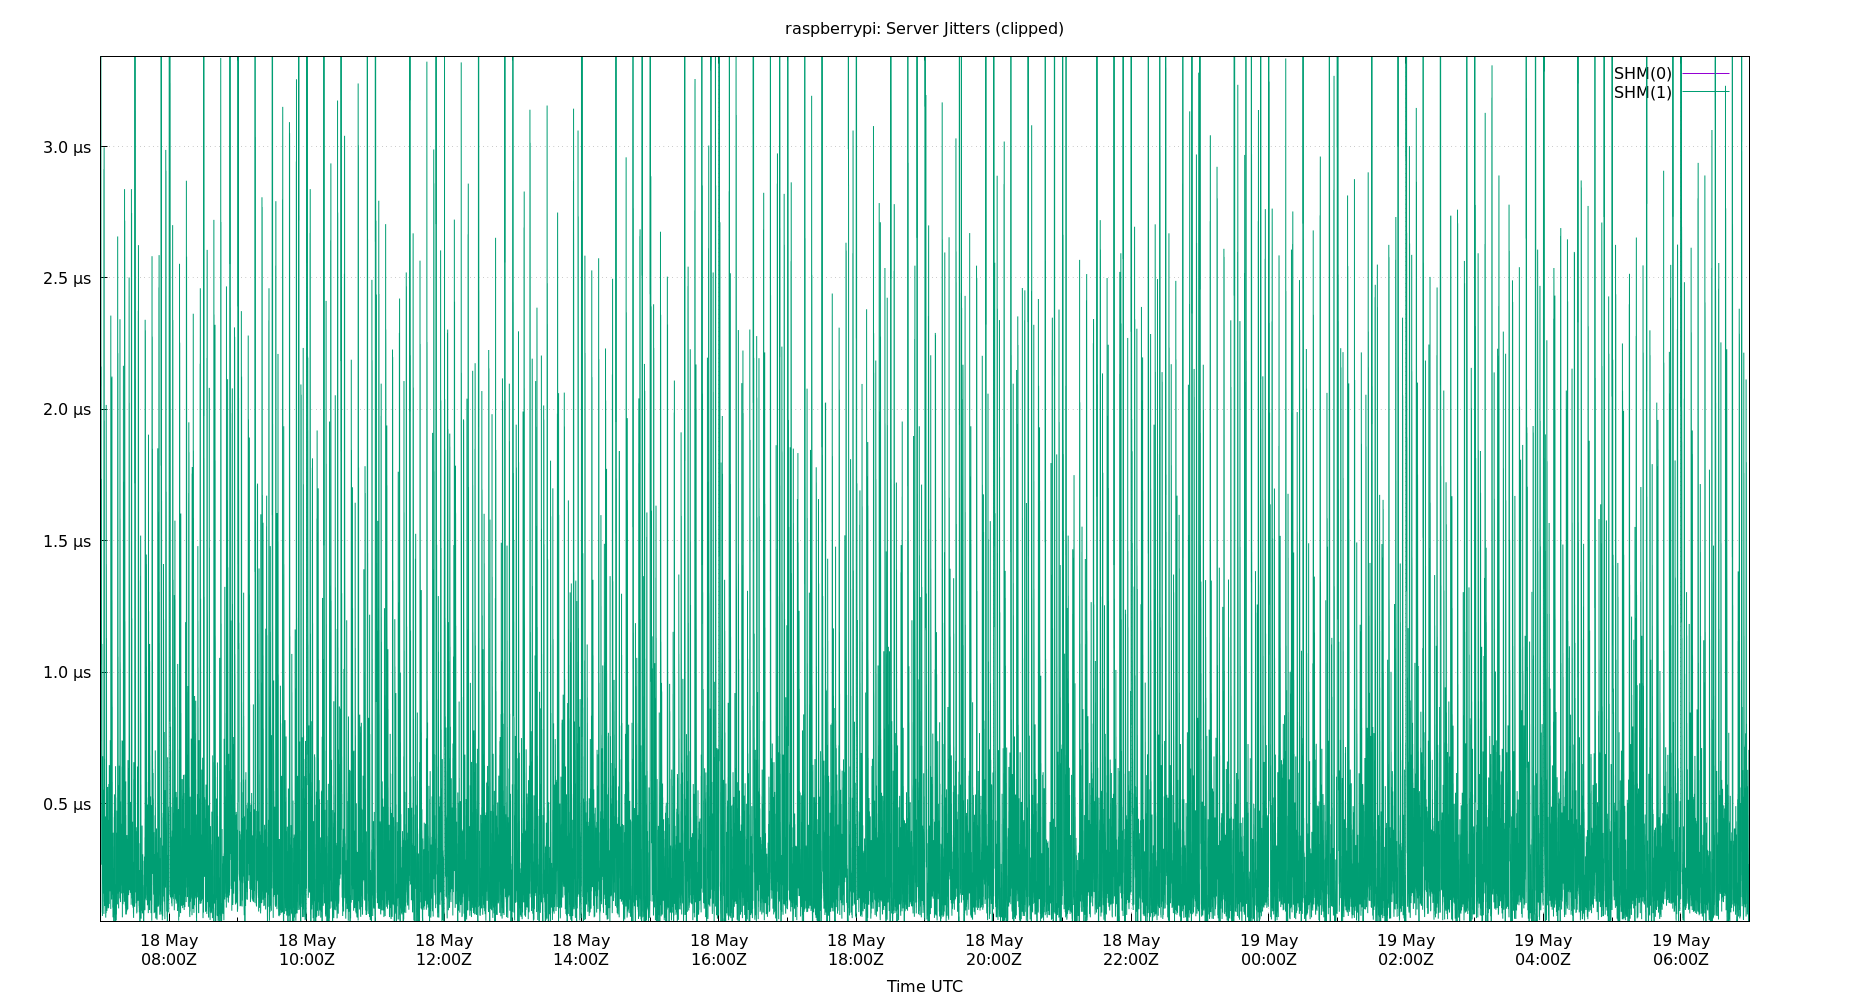 raspberrypi: Server Jitters (clipped)
SHM(0)
SHM(1)
3.0 µs
2.5 µs
2.0 µs
1.5 µs
1.0 µs
0.5 µs
18 May 18 May 18 May 18 May 18 May 18 May 18 May 18 May 19 May 19 May 19 May 19 May
08:00Z 10:00Z 12:00Z 14:00Z 16:00Z 18:00Z 20:00Z 22:00Z 00:00Z 02:00Z 04:00Z 06:00Z
Time UTC